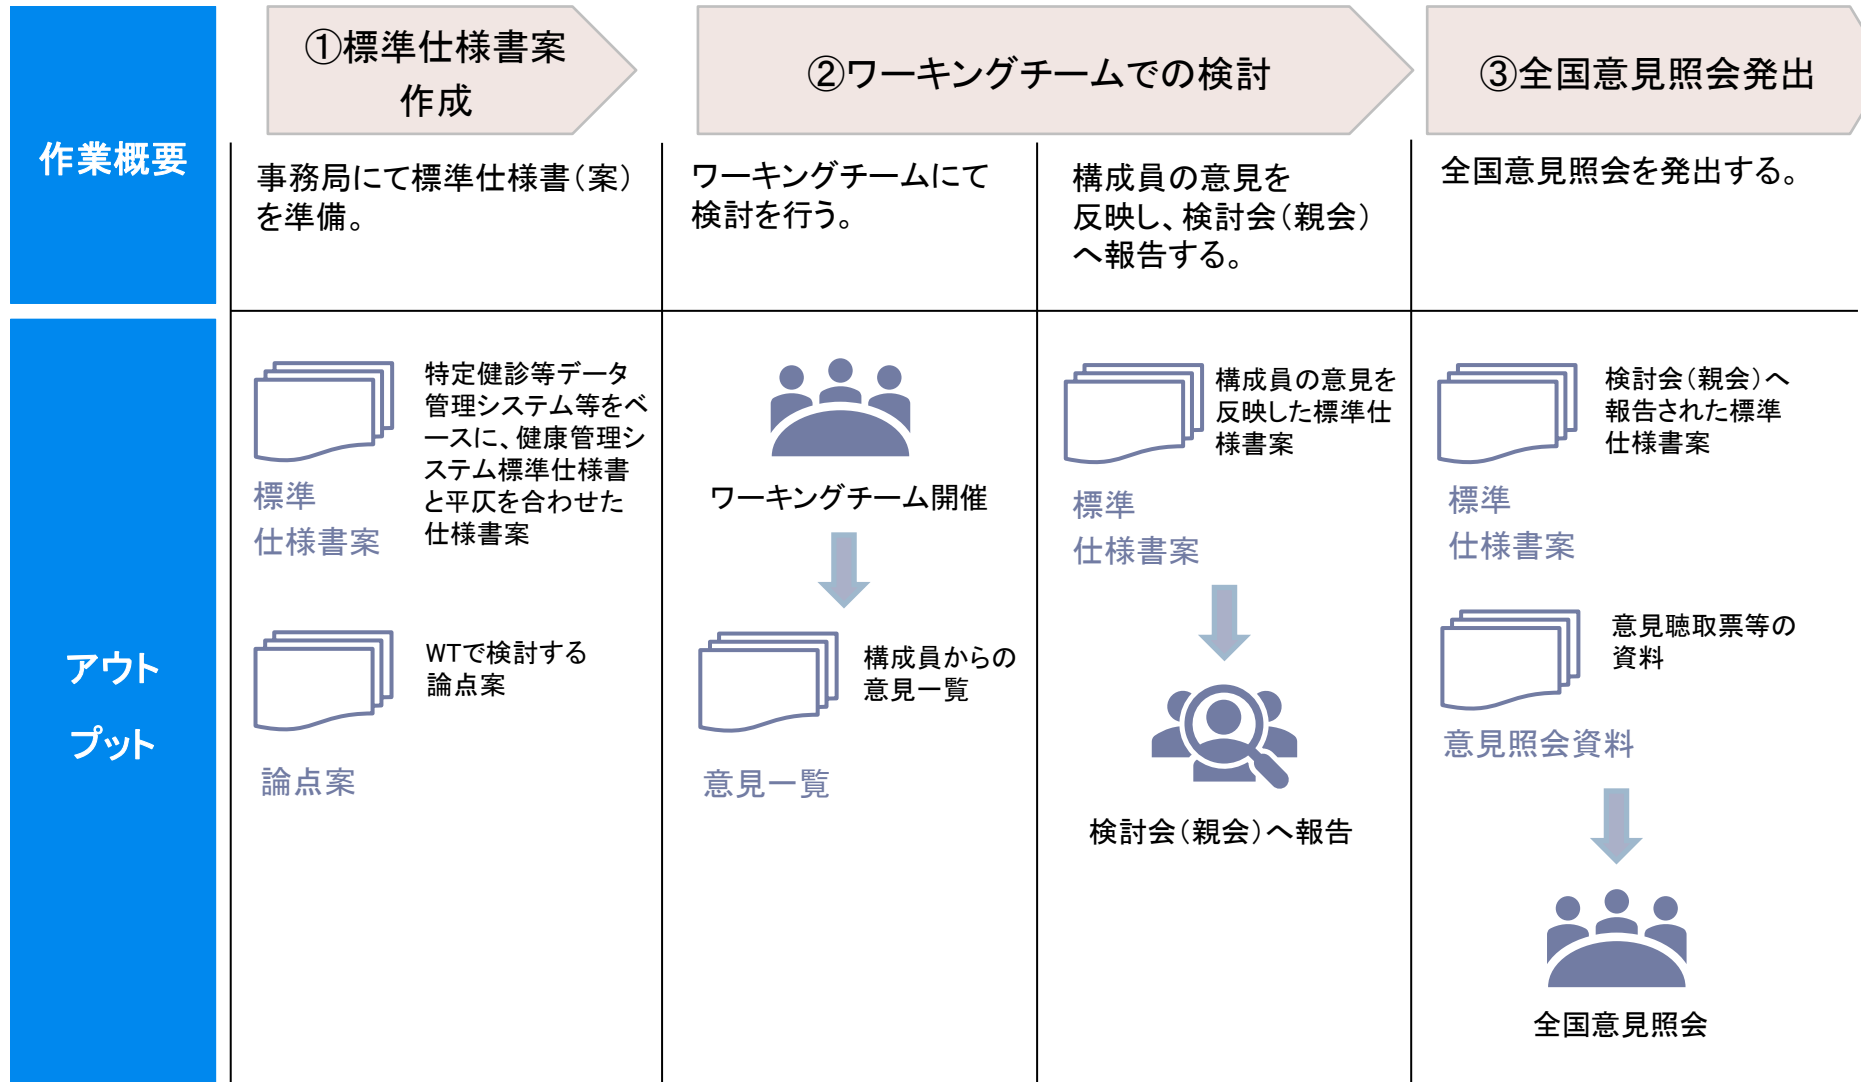 ①標準仕様書案
作成
②ワーキングチームでの検討
③全国意見照会発出
作業概要
事務局にて標準仕様書（案）
を準備。
ワーキングチームにて
検討を行う。
構成員の意見を
反映し、検討会（親会）
へ報告する。
全国意見照会を発出する。
アウト
プット
特定健診等データ
管理システム等をベ
ースに、健康管理シ
ステム標準仕様書
と平仄を合わせた
仕様書案
標準
仕様書案
WTで検討する
論点案
論点案
ワーキングチーム開催
構成員からの
意見一覧
意見一覧
構成員の意見を
反映した標準仕
様書案
標準
仕様書案
検討会（親会）へ報告
検討会（親会）へ
報告された標準
仕様書案
標準
仕様書案
意見聴取票等の
資料
意見照会資料
全国意見照会